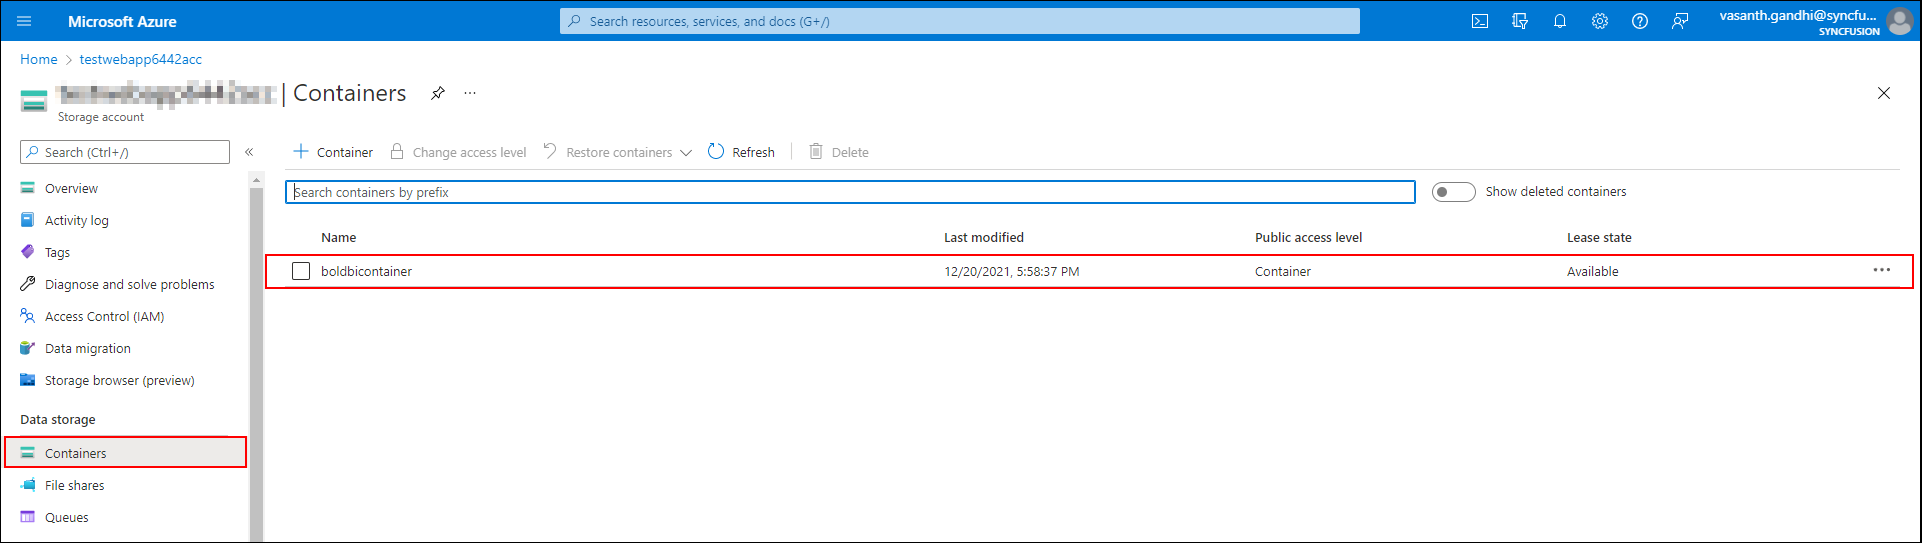 Microsoft Azure
Search resources, services, and docs (G+/)
vasanth.gandhi@syncfu...
SYNCFUSION
Home > testwebapp6442acc
| Containers ...
Storage account
Search (Ctrl+/)
«
+ Container Change access level Restore containers Refresh Delete
Overview
Activity log
Tags
Diagnose and solve problems
Access Control (IAM)
Data migration
Storage browser (preview)
Data storage
Containers
File shares
Queues
Search containers by prefix
Show deleted containers
Name Last modified Public access level Lease state
boldbicontainer 12/20/2021, 5:58:37 PM Container Available ...